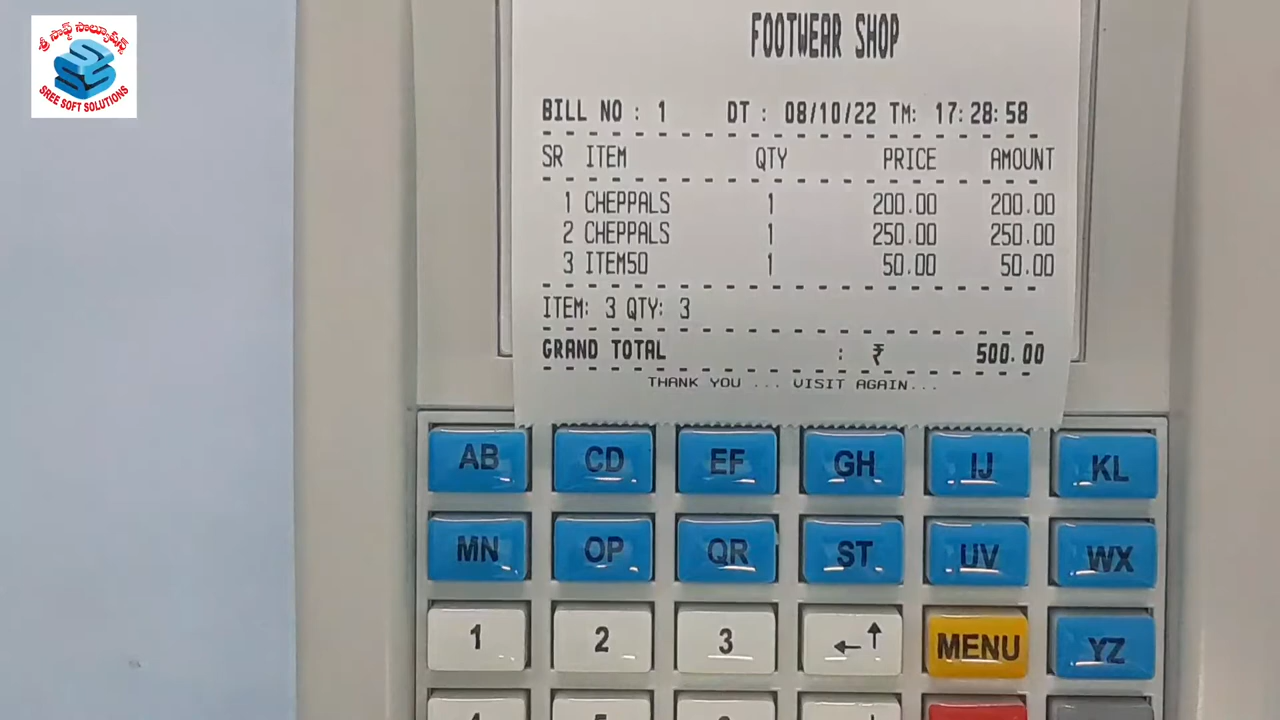 శ్రీ సాఫ్ట్ సొల్యూషన్స్
SSS
SREE SOFT SOLUTIONS
FOOTWEAR SHOP
BILL NO : 1 DT : 08/10/22 TM: 17:28:58
SR ITEM QTY PRICE AMOUNT
1 CHEPPALS 1 200.00 200.00
2 CHEPPALS 1 250.00 250.00
3 ITEM50 1 50.00 50.00
ITEM: 3 QTY: 3
GRAND TOTAL : ₹ 500.00
THANK YOU ... VISIT AGAIN...
AB CD EF GH IJ KL
MN OP QR ST UV WX
1 2 3 ←↑ MENU YZ